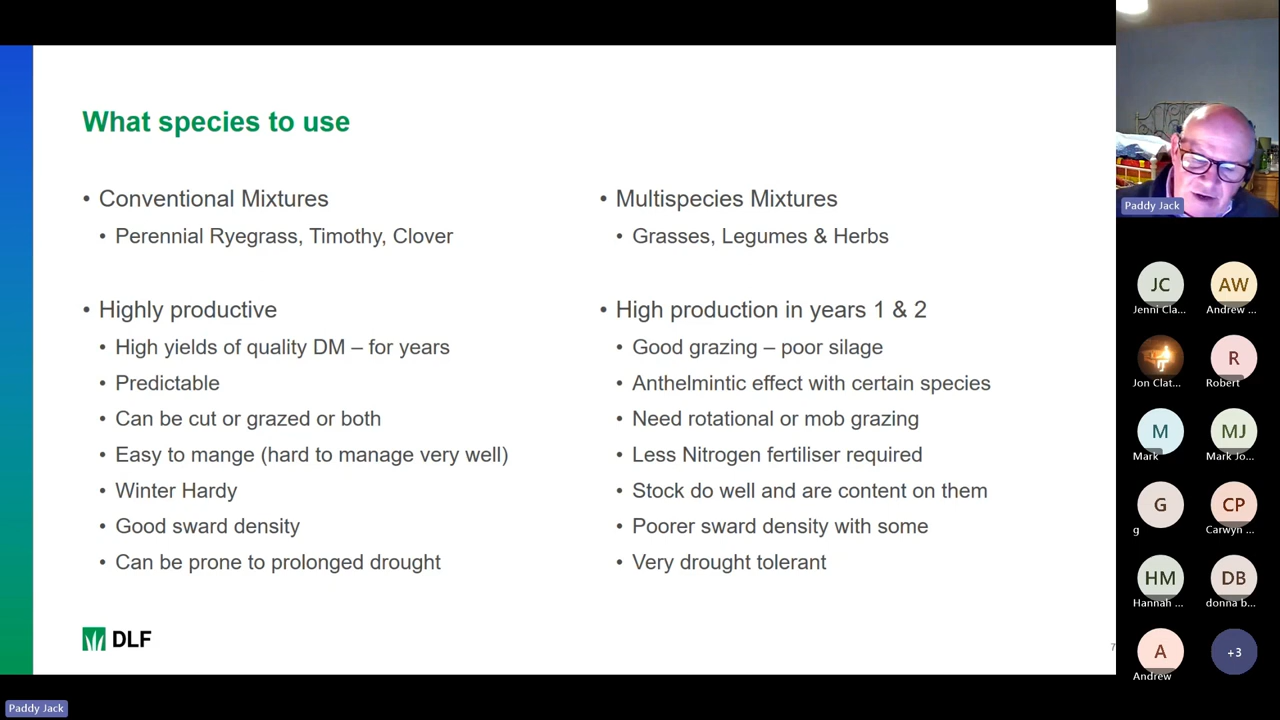 What species to use
• Conventional Mixtures
• Perennial Ryegrass, Timothy, Clover
• Highly productive
• High yields of quality DM – for years
• Predictable
• Can be cut or grazed or both
• Easy to mange (hard to manage very well)
• Winter Hardy
• Good sward density
• Can be prone to prolonged drought
• Multispecies Mixtures
• Grasses, Legumes & Herbs
• High production in years 1 & 2
• Good grazing – poor silage
• Anthelmintic effect with certain species
• Need rotational or mob grazing
• Less Nitrogen fertiliser required
• Stock do well and are content on them
• Poorer sward density with some
• Very drought tolerant
DLF
7
Paddy Jack
JC
Jenni Cla...
AW
Andrew ...
Jon Clat...
R
Robert
M
Mark
MJ
Mark Jo...
G
g
CP
Carwyn ...
HM
Hannah ...
DB
donna b...
A
Andrew
+3
Paddy Jack